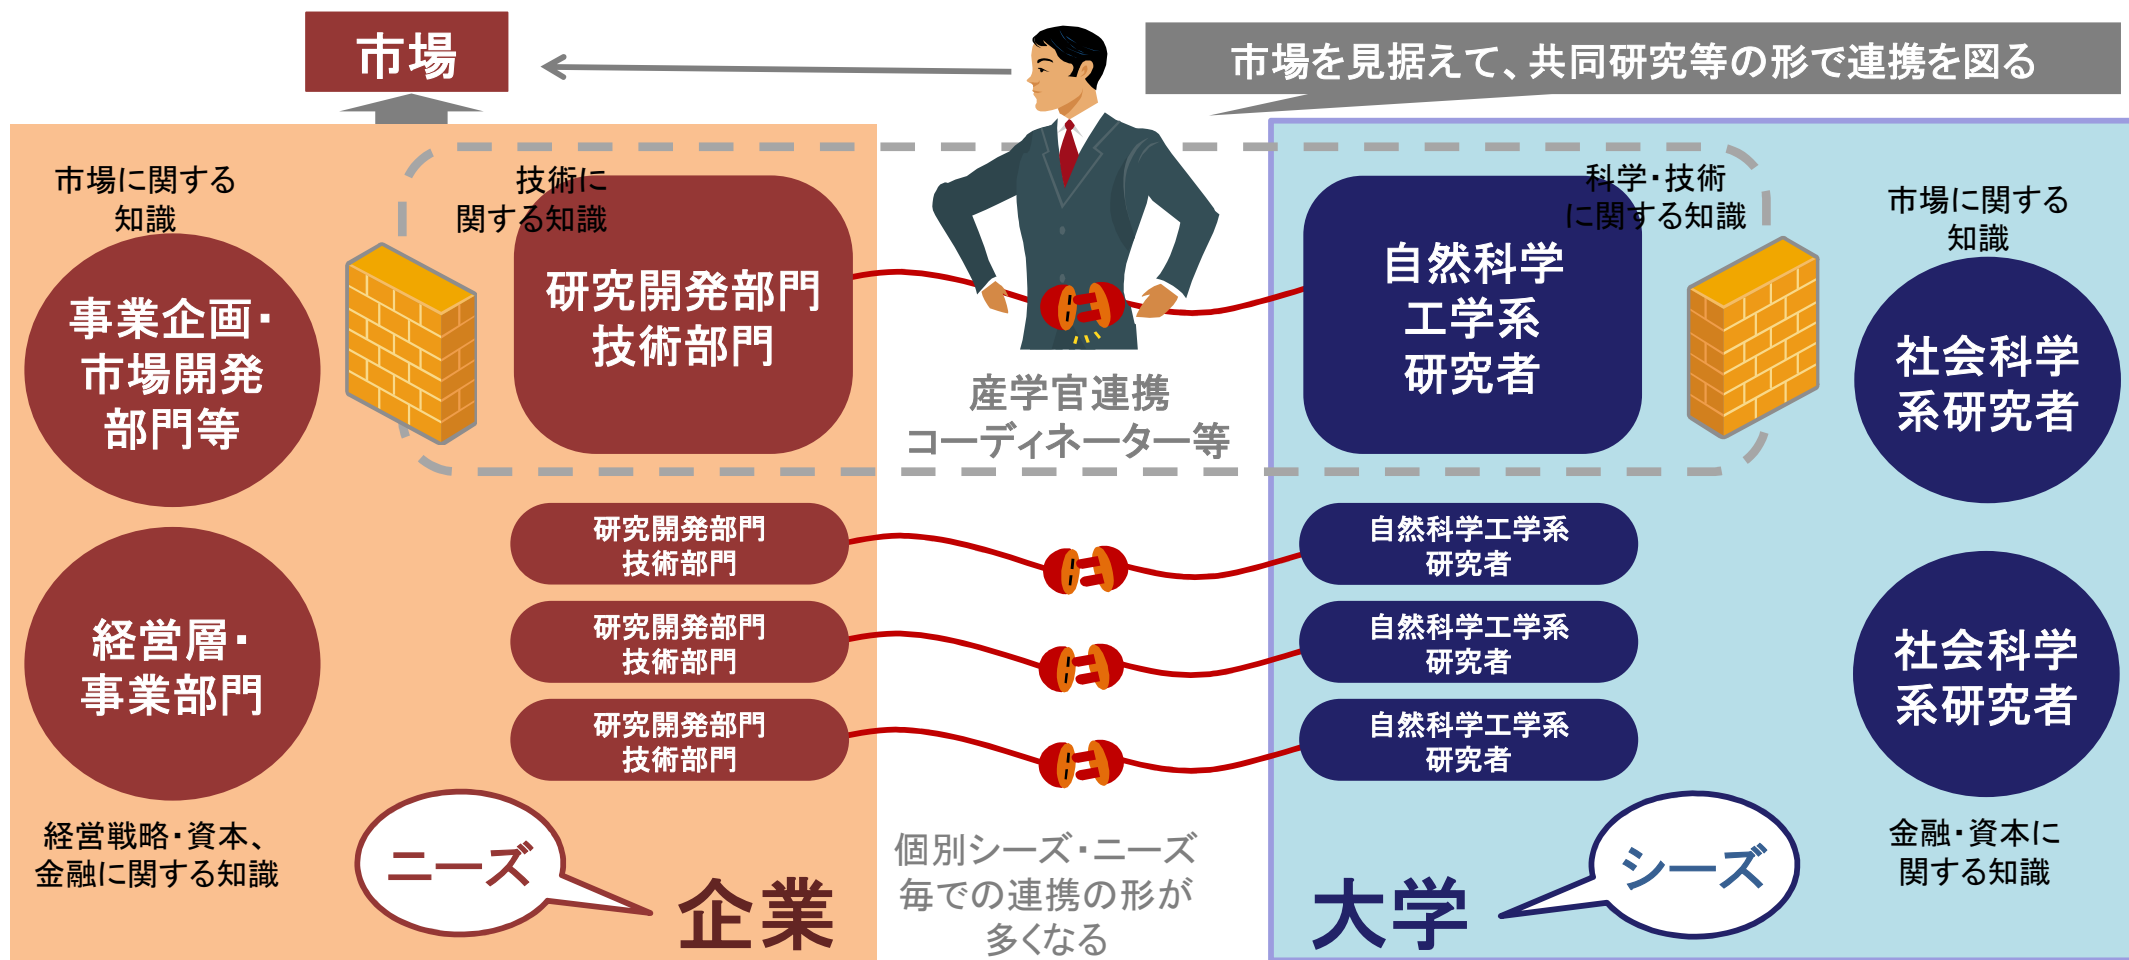 市場
市場を見据えて、共同研究等の形で連携を図る
市場に関する
知識
技術に
関する知識
科学・技術
に関する知識
市場に関する
知識
事業企画・
市場開発
部門等
研究開発部門
技術部門
産学官連携
コーディネーター等
自然科学
工学系
研究者
社会科学
系研究者
研究開発部門
技術部門
自然科学工学系
研究者
研究開発部門
技術部門
自然科学工学系
研究者
研究開発部門
技術部門
自然科学工学系
研究者
経営層・
事業部門
社会科学
系研究者
経営戦略・資本、
金融に関する知識
ニーズ
企業
個別シーズ・ニーズ
毎での連携の形が
多くなる
大学
シーズ
金融・資本に
関する知識